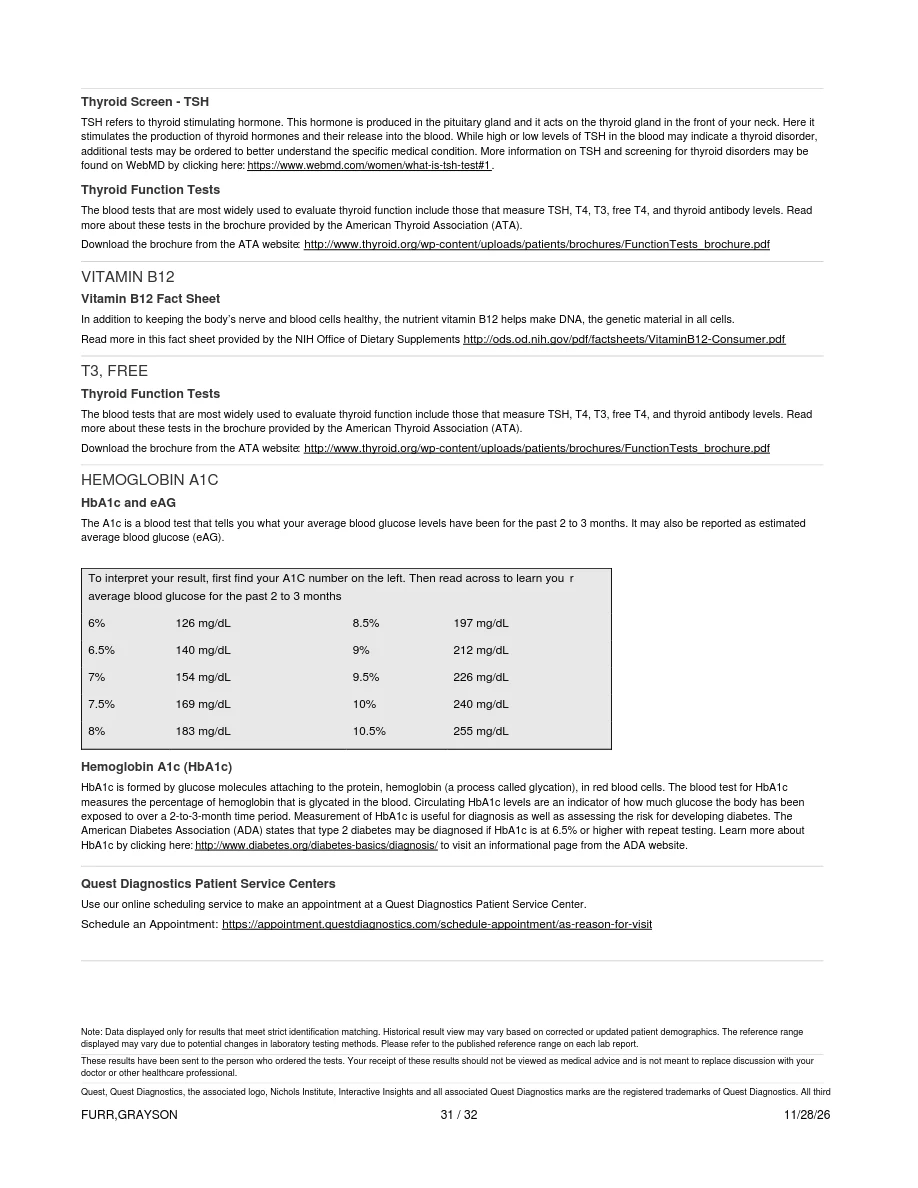 Thyroid Screen - TSH
TSH refers to thyroid stimulating hormone. This hormone is produced in the pituitary gland and it acts on the thyroid gland in the front of your neck. Here it
stimulates the production of thyroid hormones and their release into the blood. While high or low levels of TSH in the blood may indicate a thyroid disorder,
additional tests may be ordered to better understand the specific medical condition. More information on TSH and screening for thyroid disorders may be
found on WebMD by clicking here: https://www.webmd.com/women/what-is-tsh-test#1.
Thyroid Function Tests
The blood tests that are most widely used to evaluate thyroid function include those that measure TSH, T4, T3, free T4, and thyroid antibody levels. Read
more about these tests in the brochure provided by the American Thyroid Association (ATA).
Download the brochure from the ATA website: http://www.thyroid.org/wp-content/uploads/patients/brochures/FunctionTests_brochure.pdf
VITAMIN B12
Vitamin B12 Fact Sheet
In addition to keeping the body’s nerve and blood cells healthy, the nutrient vitamin B12 helps make DNA, the genetic material in all cells.
Read more in this fact sheet provided by the NIH Office of Dietary Supplements http://ods.od.nih.gov/pdf/factsheets/VitaminB12-Consumer.pdf
T3, FREE
Thyroid Function Tests
The blood tests that are most widely used to evaluate thyroid function include those that measure TSH, T4, T3, free T4, and thyroid antibody levels. Read
more about these tests in the brochure provided by the American Thyroid Association (ATA).
Download the brochure from the ATA website: http://www.thyroid.org/wp-content/uploads/patients/brochures/FunctionTests_brochure.pdf
HEMOGLOBIN A1C
HbA1c and eAG
The A1c is a blood test that tells you what your average blood glucose levels have been for the past 2 to 3 months. It may also be reported as estimated
average blood glucose (eAG).
To interpret your result, first find your A1C number on the left. Then read across to learn you r
average blood glucose for the past 2 to 3 months
6% 126 mg/dL 8.5% 197 mg/dL
6.5% 140 mg/dL 9% 212 mg/dL
7% 154 mg/dL 9.5% 226 mg/dL
7.5% 169 mg/dL 10% 240 mg/dL
8% 183 mg/dL 10.5% 255 mg/dL
Hemoglobin A1c (HbA1c)
HbA1c is formed by glucose molecules attaching to the protein, hemoglobin (a process called glycation), in red blood cells. The blood test for HbA1c
measures the percentage of hemoglobin that is glycated in the blood. Circulating HbA1c levels are an indicator of how much glucose the body has been
exposed to over a 2-to-3-month time period. Measurement of HbA1c is useful for diagnosis as well as assessing the risk for developing diabetes. The
American Diabetes Association (ADA) states that type 2 diabetes may be diagnosed if HbA1c is at 6.5% or higher with repeat testing. Learn more about
HbA1c by clicking here: http://www.diabetes.org/diabetes-basics/diagnosis/ to visit an informational page from the ADA website.
Quest Diagnostics Patient Service Centers
Use our online scheduling service to make an appointment at a Quest Diagnostics Patient Service Center.
Schedule an Appointment: https://appointment.questdiagnostics.com/schedule-appointment/as-reason-for-visit
Note: Data displayed only for results that meet strict identification matching. Historical result view may vary based on corrected or updated patient demographics. The reference range
displayed may vary due to potential changes in laboratory testing methods. Please refer to the published reference range on each lab report.
These results have been sent to the person who ordered the tests. Your receipt of these results should not be viewed as medical advice and is not meant to replace discussion with your
doctor or other healthcare professional.
Quest, Quest Diagnostics, the associated logo, Nichols Institute, Interactive Insights and all associated Quest Diagnostics marks are the registered trademarks of Quest Diagnostics. All third
FURR,GRAYSON 31 / 32 11/28/26